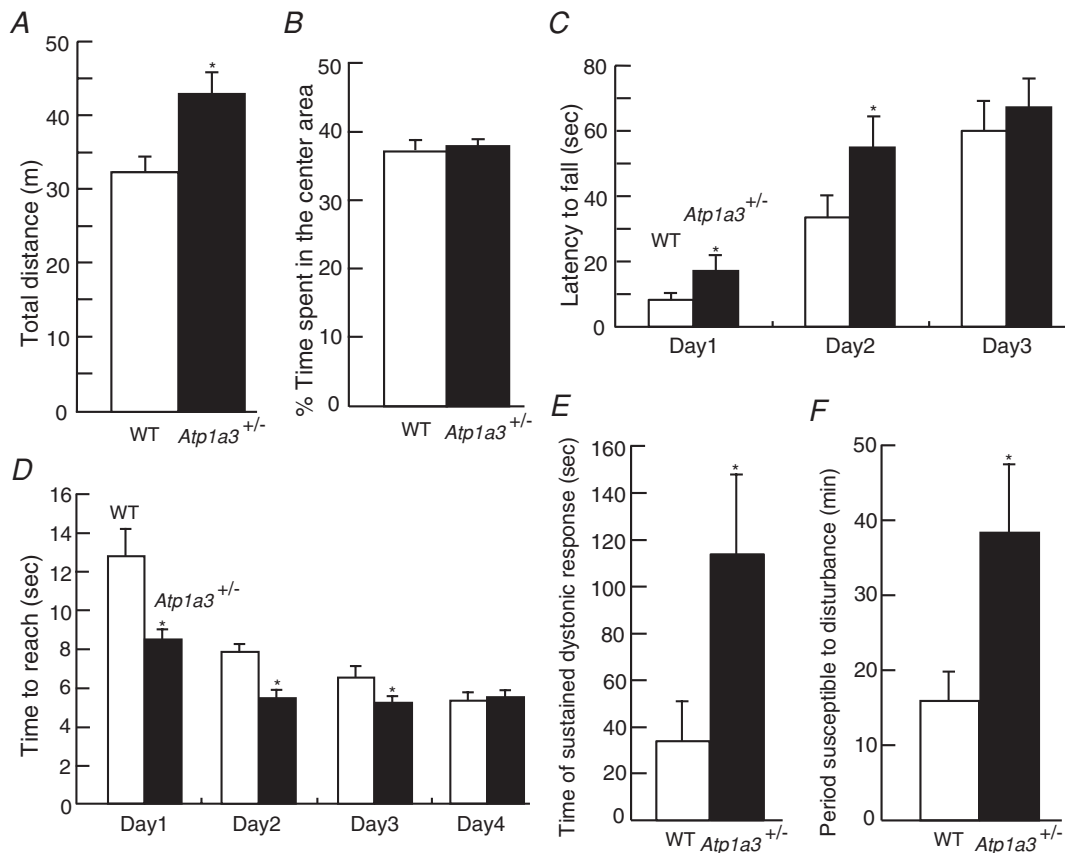 A
Total distance (m)
50
40
30
20
10
0
*
WT
Atp1a3 +/-
B
% Time spent in the center area
50
40
30
20
10
0
WT
Atp1a3 +/-
C
Latency to fall (sec)
80
60
40
20
0
WT
Atp1a3 +/-
*
*
Day1
Day2
Day3
D
Time to reach (sec)
16
14
12
10
8
6
4
2
0
WT
Atp1a3 +/-
*
*
*
Day1
Day2
Day3
Day4
E
Time of sustained dystonic response (sec)
160
140
120
100
80
60
40
20
0
*
WT
Atp1a3 +/-
F
Period susceptible to disturbance (min)
50
40
30
20
10
0
*
WT
Atp1a3 +/-